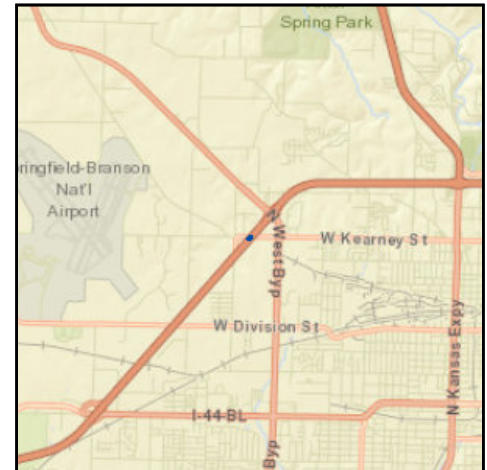 Spring Park
ringfield-Branson
Nat'l
Airport
N West Byp
W Kearney St
W Division St
N Kansas Expy
I-44-BL
Byp